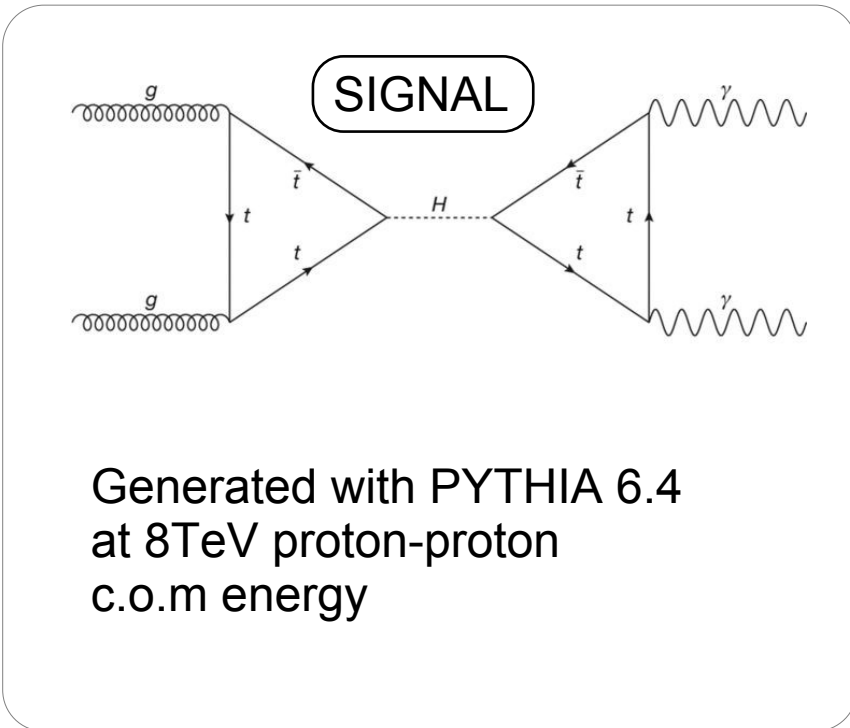 SIGNAL
g
γ
t̄
t̄
t
H
t
t
t
g
γ
Generated with PYTHIA 6.4
at 8TeV proton-proton
c.o.m energy